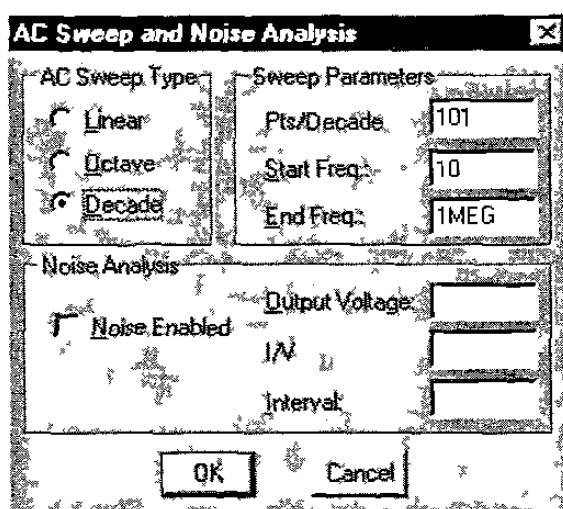 AC Sweep and Noise Analysis
AC Sweep Type
Linear
Octave
Decade
Sweep Parameters
Pts/Decade
101
Start Freq.:
10
End Freq.:
1MEG
Noise Analysis
Noise Enabled
Output Voltage:
I/V
Interval:
OK
Cancel